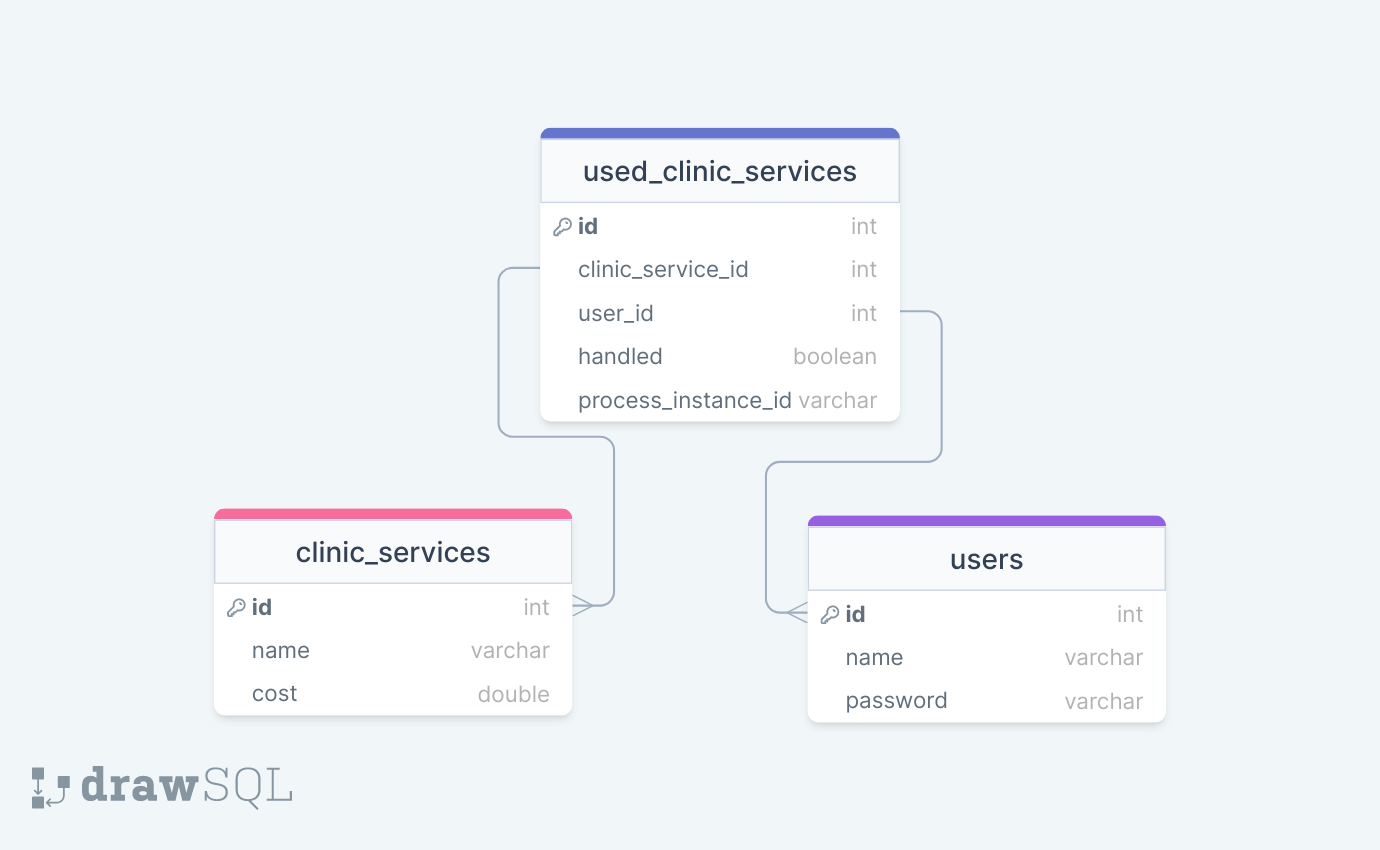 used_clinic_services
id int
clinic_service_id int
user_id int
handled boolean
process_instance_id varchar
clinic_services
id int
name varchar
cost double
users
id int
name varchar
password varchar
drawSQL